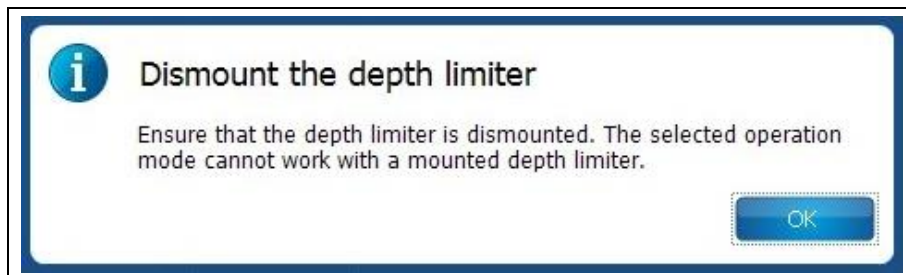 Dismount the depth limiter
Ensure that the depth limiter is dismounted. The selected operation
mode cannot work with a mounted depth limiter.
OK